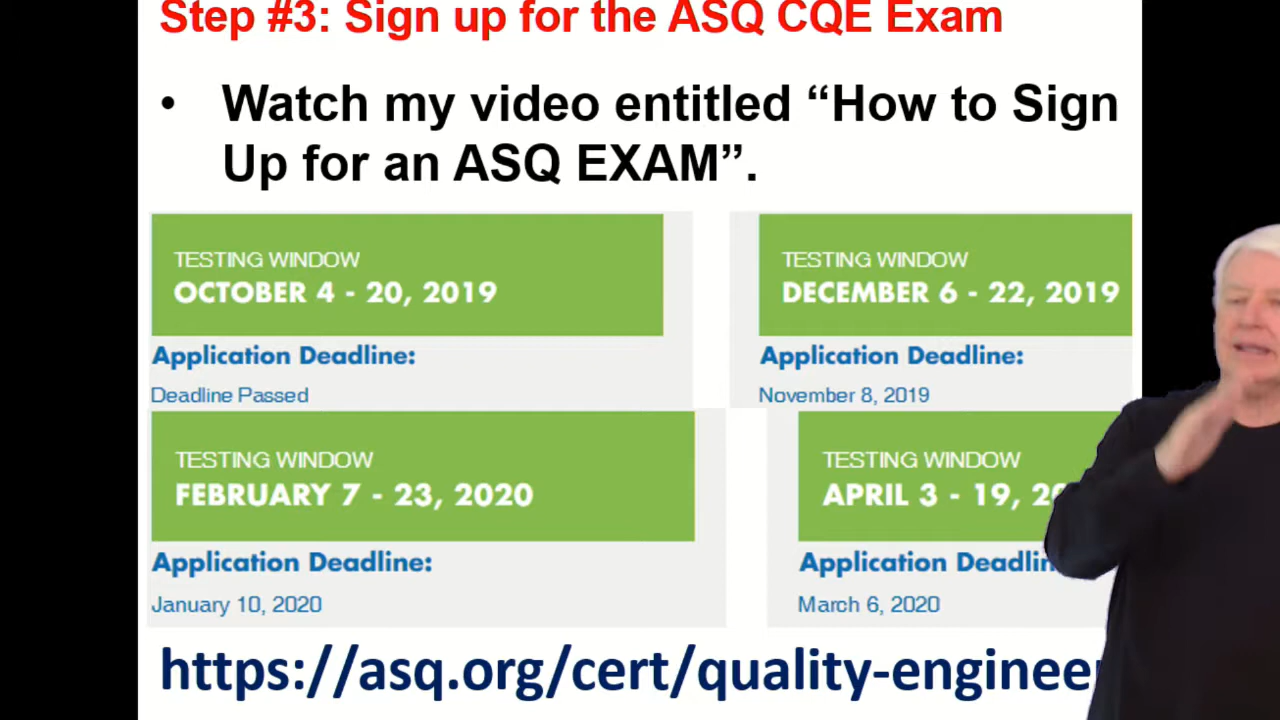 Step #3: Sign up for the ASQ CQE Exam
• Watch my video entitled “How to Sign
Up for an ASQ EXAM”.
TESTING WINDOW
OCTOBER 4 - 20, 2019
Application Deadline:
Deadline Passed
TESTING WINDOW
DECEMBER 6 - 22, 2019
Application Deadline:
November 8, 2019
TESTING WINDOW
FEBRUARY 7 - 23, 2020
Application Deadline:
January 10, 2020
TESTING WINDOW
APRIL 3 - 19,
Application
March 6, 2020
https://asq.org/cert/quality-engineer